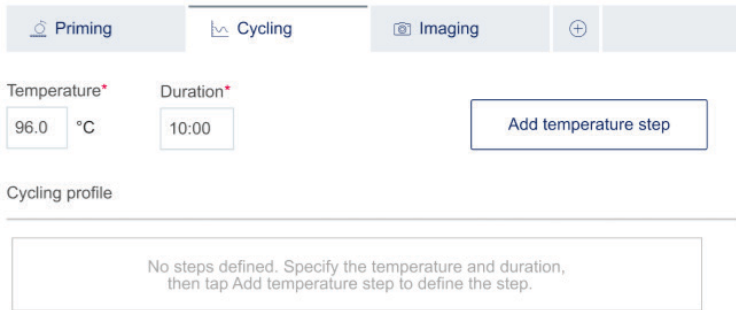 Priming Cycling Imaging
Temperature* Duration*
96.0 °C 10:00 Add temperature step
Cycling profile
No steps defined. Specify the temperature and duration,
then tap Add temperature step to define the step.